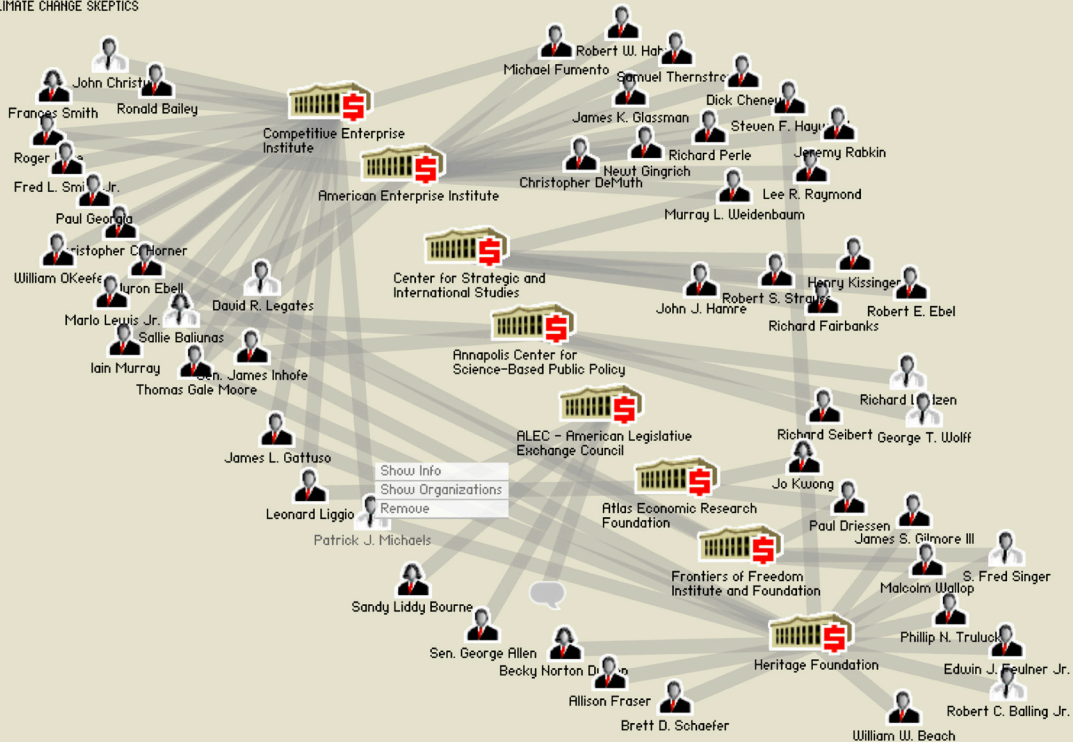 CLIMATE CHANGE SKEPTICS
John Christy
Frances Smith
Ronald Bailey
Roger
Fred L. Smith Jr.
Paul Georgia
Christopher C. Horner
William OKeefe
Myron Ebell
Marlo Lewis Jr.
David R. Legates
Sallie Baliunas
Iain Murray
Sen. James Inhofe
Thomas Gale Moore
James L. Gattuso
Leonard Liggio
Patrick J. Michaels
Show Info
Show Organizations
Remove
Competitive Enterprise
Institute
American Enterprise Institute
Center for Strategic and
International Studies
Annapolis Center for
Science-Based Public Policy
ALEC - American Legislative
Exchange Council
Atlas Economic Research
Foundation
Frontiers of Freedom
Institute and Foundation
Heritage Foundation
Robert W. Hahn
Michael Fumento
Samuel Thernstrom
Dick Cheney
James K. Glassman
Steven F. Hayward
Jeremy Rabkin
Richard Perle
Newt Gingrich
Christopher DeMuth
Lee R. Raymond
Murray L. Weidenbaum
Henry Kissinger
Robert S. Strauss
John J. Hamre
Robert E. Ebel
Richard Fairbanks
Richard Lindzen
Richard Seibert
George T. Wolff
Jo Kwong
Paul Driessen
James S. Gilmore III
S. Fred Singer
Malcolm Wallop
Phillip N. Truluck
Edwin J. Feulner Jr.
Robert C. Balling Jr.
William W. Beach
Sandy Liddy Bourne
Sen. George Allen
Becky Norton Dunlop
Allison Fraser
Brett D. Schaefer